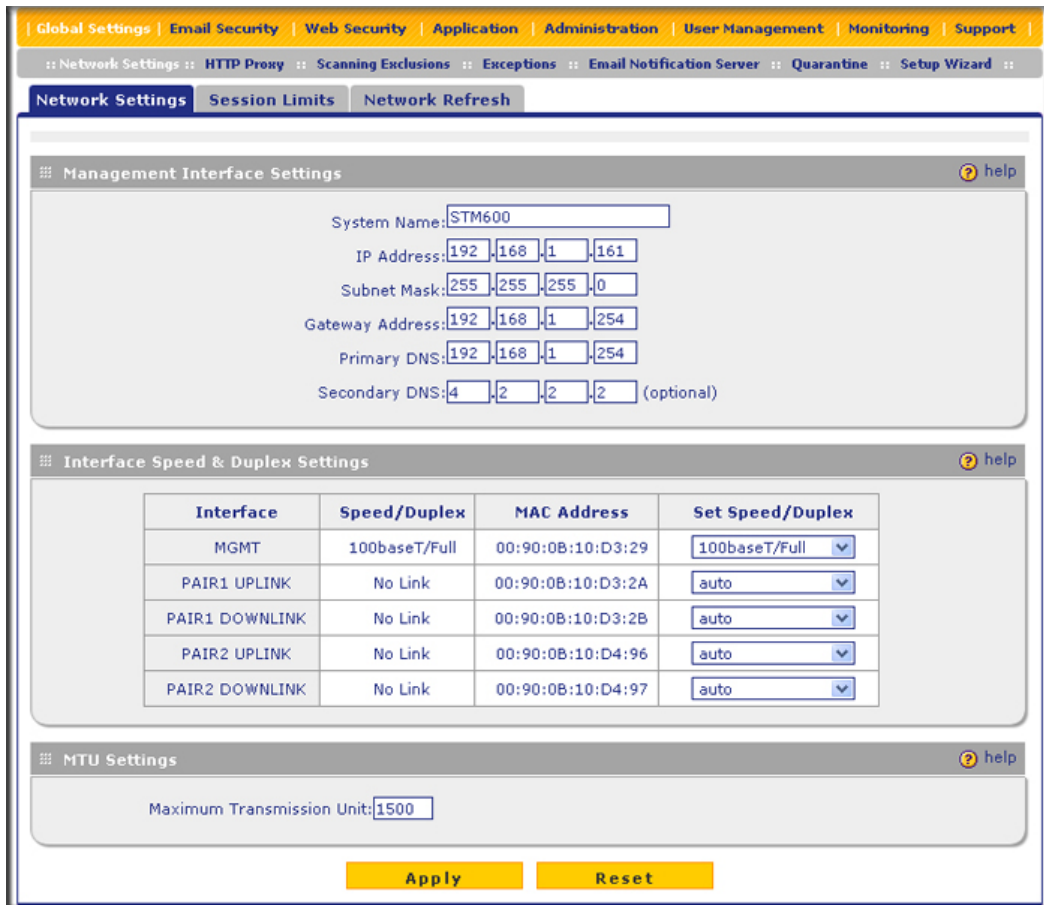 | Global Settings | Email Security | Web Security | Application | Administration | User Management | Monitoring | Support |
:: Network Settings :: HTTP Proxy :: Scanning Exclusions :: Exceptions :: Email Notification Server :: Quarantine :: Setup Wizard ::
Network Settings Session Limits Network Refresh
Management Interface Settings help
System Name: STM600
IP Address: 192 . 168 . 1 . 161
Subnet Mask: 255 . 255 . 255 . 0
Gateway Address: 192 . 168 . 1 . 254
Primary DNS: 192 . 168 . 1 . 254
Secondary DNS: 4 . 2 . 2 . 2 (optional)
Interface Speed & Duplex Settings help
Interface Speed/Duplex MAC Address Set Speed/Duplex
MGMT 100baseT/Full 00:90:0B:10:D3:29 100baseT/Full
PAIR1 UPLINK No Link 00:90:0B:10:D3:2A auto
PAIR1 DOWNLINK No Link 00:90:0B:10:D3:2B auto
PAIR2 UPLINK No Link 00:90:0B:10:D4:96 auto
PAIR2 DOWNLINK No Link 00:90:0B:10:D4:97 auto
MTU Settings help
Maximum Transmission Unit: 1500
Apply Reset